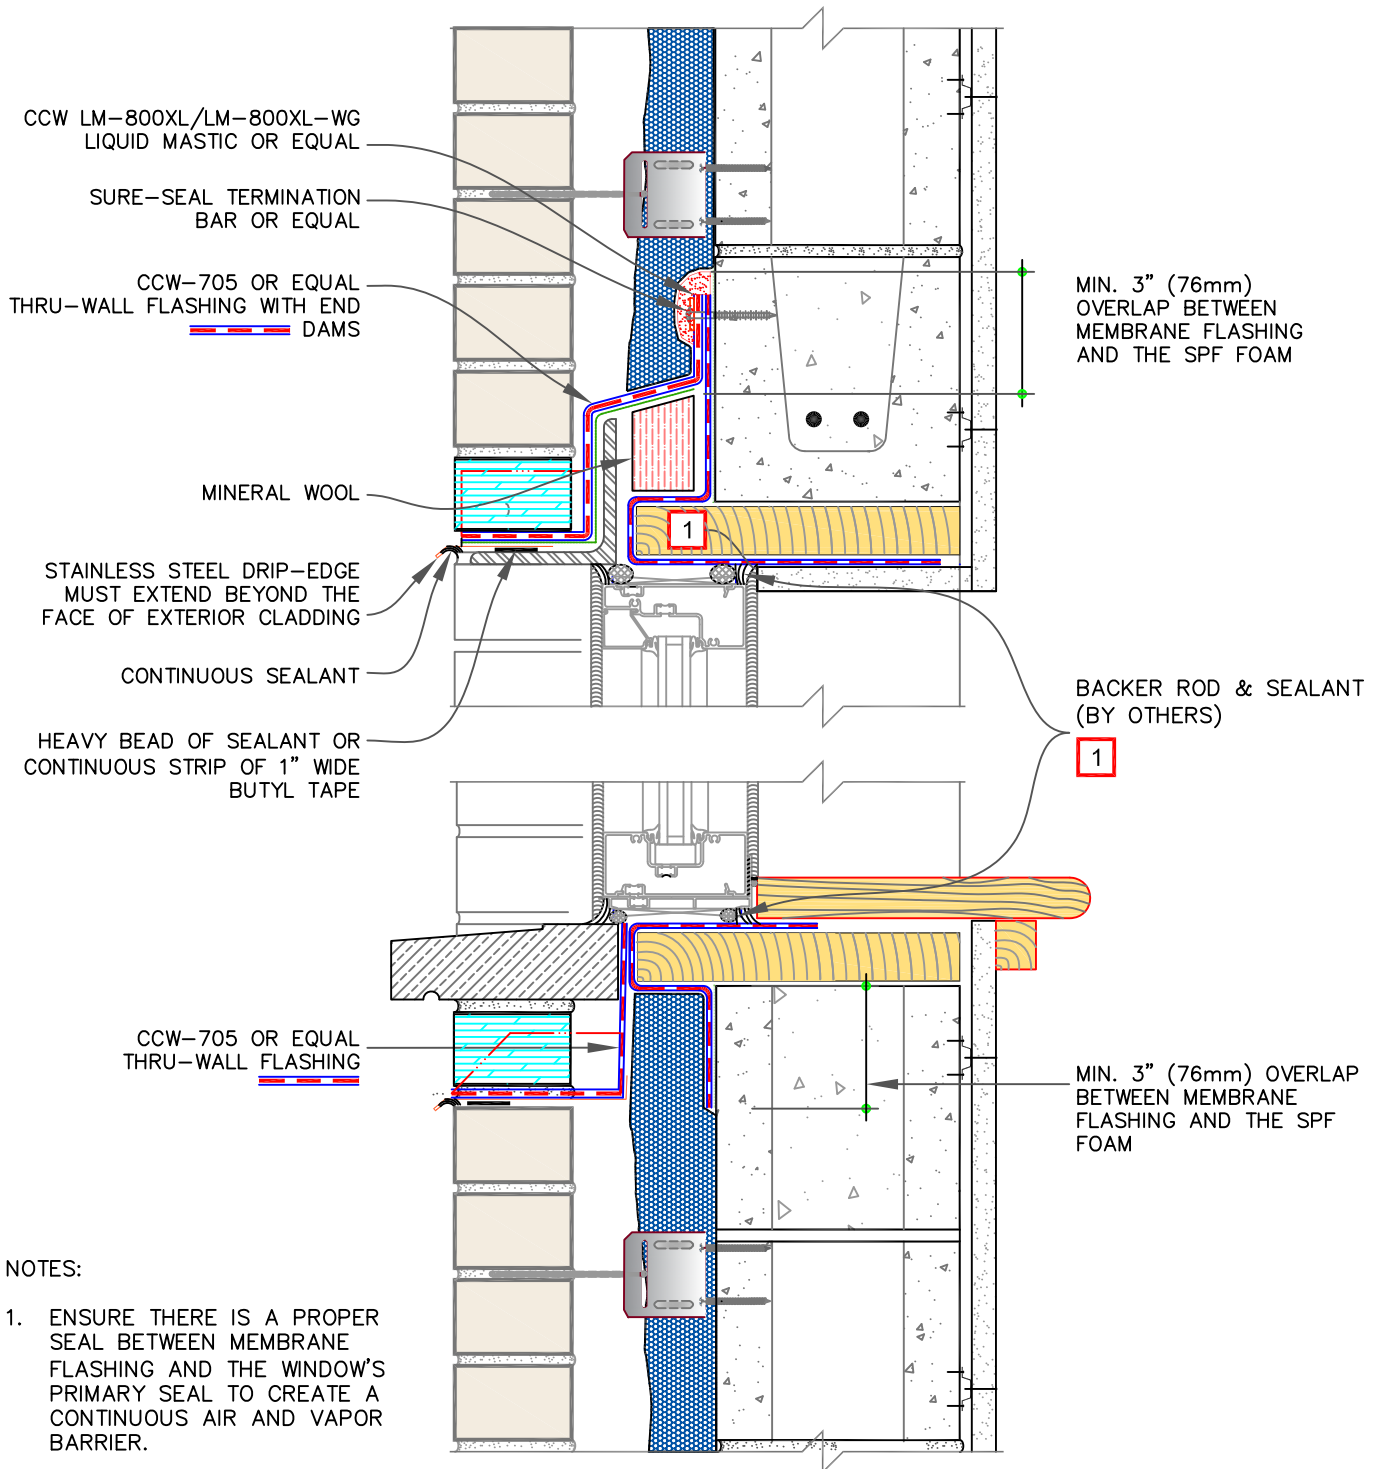 CCW LM-800XL/LM-800XL-WG
LIQUID MASTIC OR EQUAL
SURE-SEAL TERMINATION
BAR OR EQUAL
CCW-705 OR EQUAL
THRU-WALL FLASHING WITH END
DAMS
MINERAL WOOL
STAINLESS STEEL DRIP-EDGE
MUST EXTEND BEYOND THE
FACE OF EXTERIOR CLADDING
CONTINUOUS SEALANT
HEAVY BEAD OF SEALANT OR
CONTINUOUS STRIP OF 1" WIDE
BUTYL TAPE
MIN. 3" (76mm)
OVERLAP BETWEEN
MEMBRANE FLASHING
AND THE SPF FOAM
1
BACKER ROD & SEALANT
(BY OTHERS)
1
CCW-705 OR EQUAL
THRU-WALL FLASHING
MIN. 3" (76mm) OVERLAP
BETWEEN MEMBRANE
FLASHING AND THE SPF
FOAM
NOTES:
1. ENSURE THERE IS A PROPER
SEAL BETWEEN MEMBRANE
FLASHING AND THE WINDOW'S
PRIMARY SEAL TO CREATE A
CONTINUOUS AIR AND VAPOR
BARRIER.